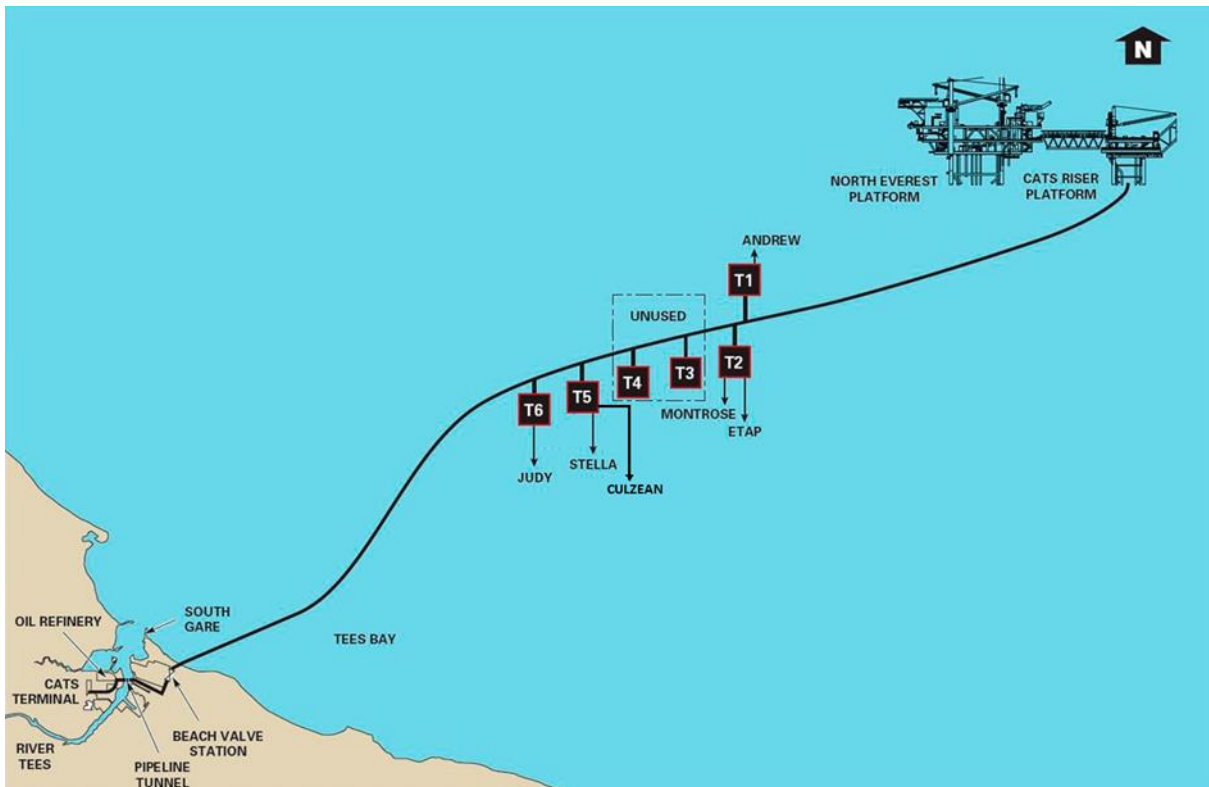 N
NORTH EVEREST
PLATFORM
CATS RISER
PLATFORM
ANDREW
T1
UNUSED
T2
T3
T4
T5
T6
MONTROSE
ETAP
STELLA
JUDY
CULZEAN
SOUTH
GARE
OIL REFINERY
TEES BAY
CATS
TERMINAL
BEACH VALVE
STATION
RIVER
TEES
PIPELINE
TUNNEL